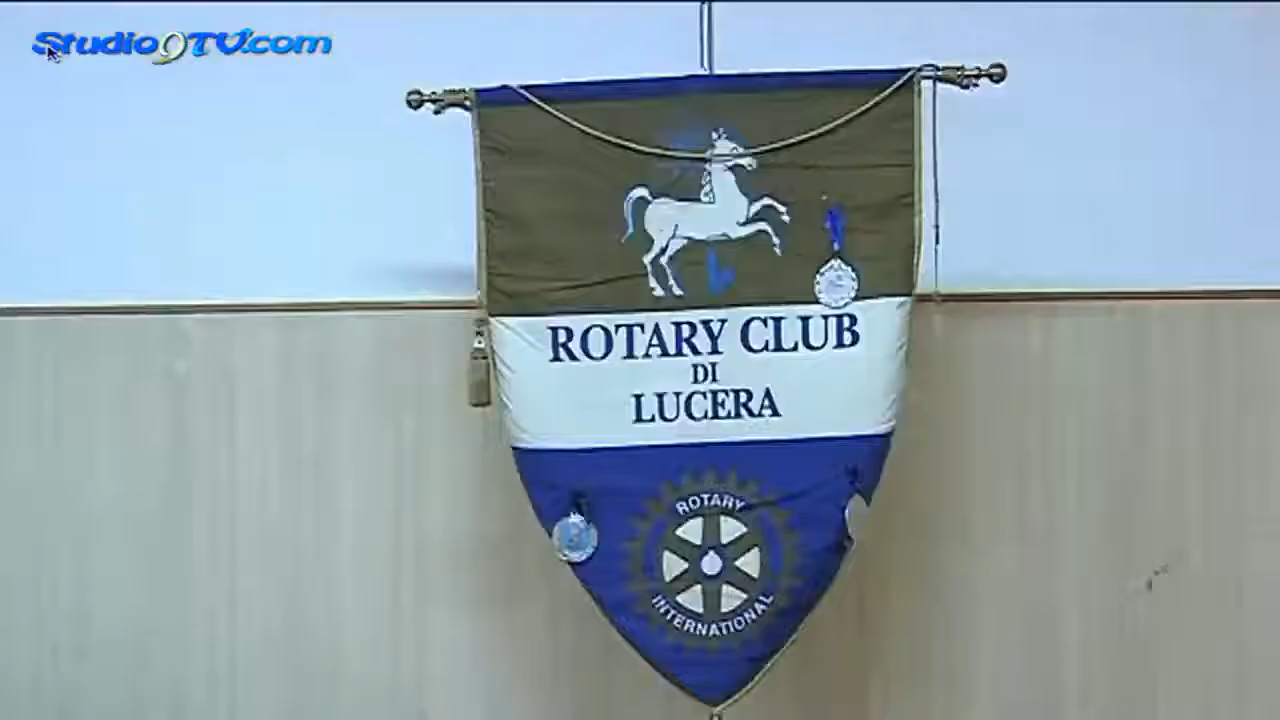 Studio9TV.com
ROTARY CLUB
DI
LUCERA
ROTARY
INTERNATIONAL